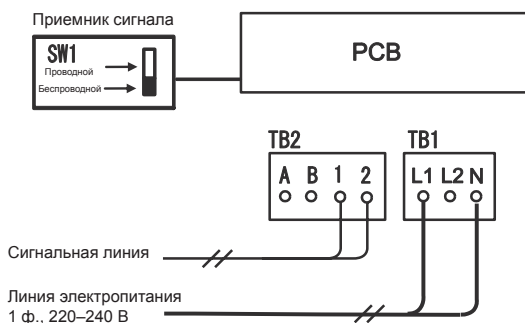 Приемник сигнала
SW1
Проводной
Беспроводной
PCB
TB2
A B 1 2
TB1
L1 L2 N
Сигнальная линия
Линия электропитания
1 ф., 220–240 В